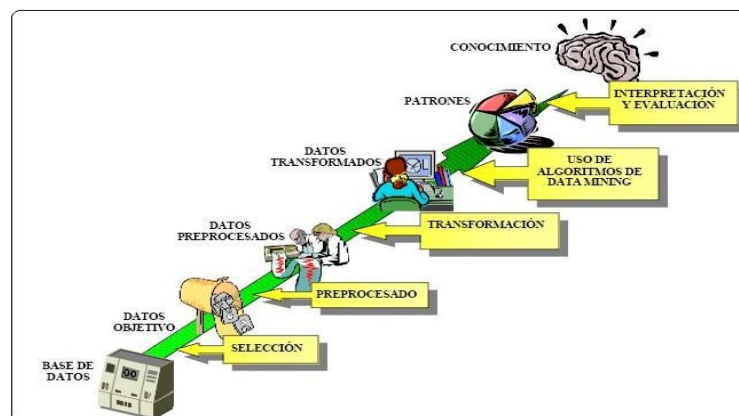 CONOCIMIENTO
INTERPRETACIÓN
Y EVALUACIÓN
PATRONES
USO DE
ALGORITMOS DE
DATA MINING
DATOS
TRANSFORMADOS
TRANSFORMACIÓN
DATOS
PREPROCESADOS
PREPROCESADO
DATOS
OBJETIVO
SELECCIÓN
BASE DE
DATOS